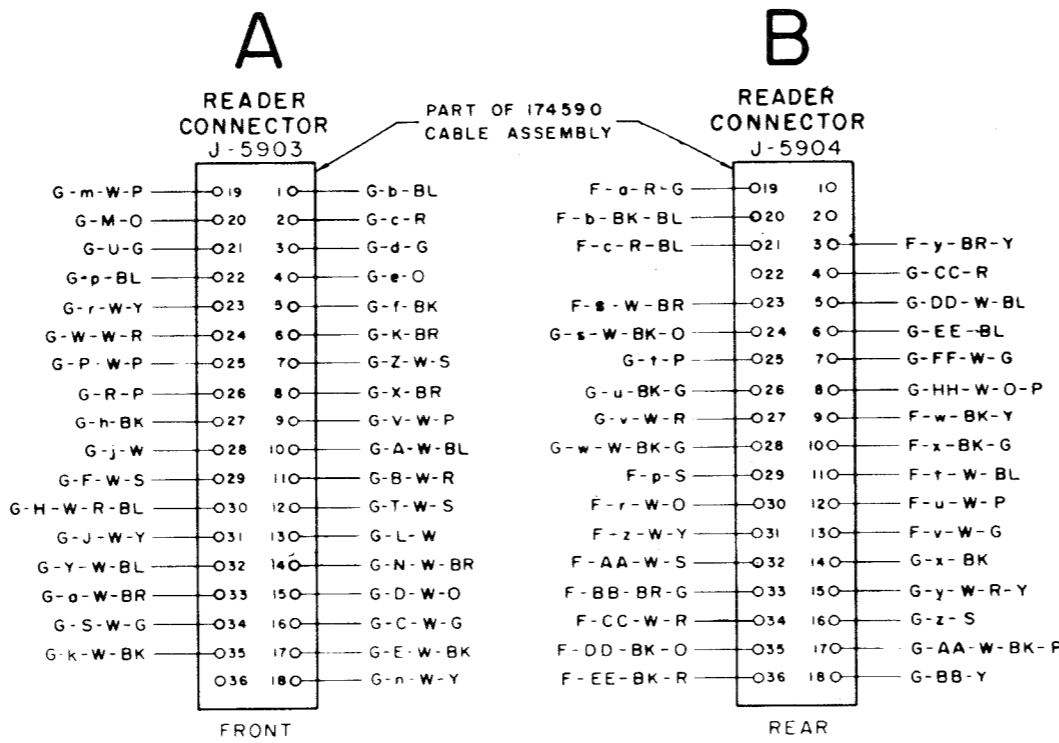 A
B
READER
CONNECTOR
J-5903
PART OF 174590
CABLE ASSEMBLY
READER
CONNECTOR
J-5904
G-m-W-P 19 1 G-b-BL
G-M-O 20 2 G-c-R
G-U-G 21 3 G-d-G
G-p-BL 22 4 G-e-O
G-r-W-Y 23 5 G-f-BK
G-W-W-R 24 6 G-K-BR
G-P-W-P 25 7 G-Z-W-S
G-R-P 26 8 G-X-BR
G-h-BK 27 9 G-V-W-P
G-j-W 28 10 G-A-W-BL
G-F-W-S 29 11 G-B-W-R
G-H-W-R-BL 30 12 G-T-W-S
G-J-W-Y 31 13 G-L-W
G-Y-W-BL 32 14 G-N-W-BR
G-a-W-BR 33 15 G-D-W-O
G-S-W-G 34 16 G-C-W-G
G-k-W-BK 35 17 G-E-W-BK
36 18 G-n-W-Y
FRONT
F-a-R-G 19 1
F-b-BK-BL 20 2
F-c-R-BL 21 3 F-y-BR-Y
22 4 G-CC-R
F-s-W-BR 23 5 G-DD-W-BL
G-s-W-BK-O 24 6 G-EE-BL
G-t-P 25 7 G-FF-W-G
G-u-BK-G 26 8 G-HH-W-O-P
G-v-W-R 27 9 F-w-BK-Y
G-w-W-BK-G 28 10 F-x-BK-G
F-p-S 29 11 F-t-W-BL
F-r-W-O 30 12 F-u-W-P
F-z-W-Y 31 13 F-v-W-G
F-AA-W-S 32 14 G-x-BK
F-BB-BR-G 33 15 G-y-W-R-Y
F-CC-W-R 34 16 G-z-S
F-DD-BK-O 35 17 G-AA-W-BK-P
F-EE-BK-R 36 18 G-BB-Y
REAR